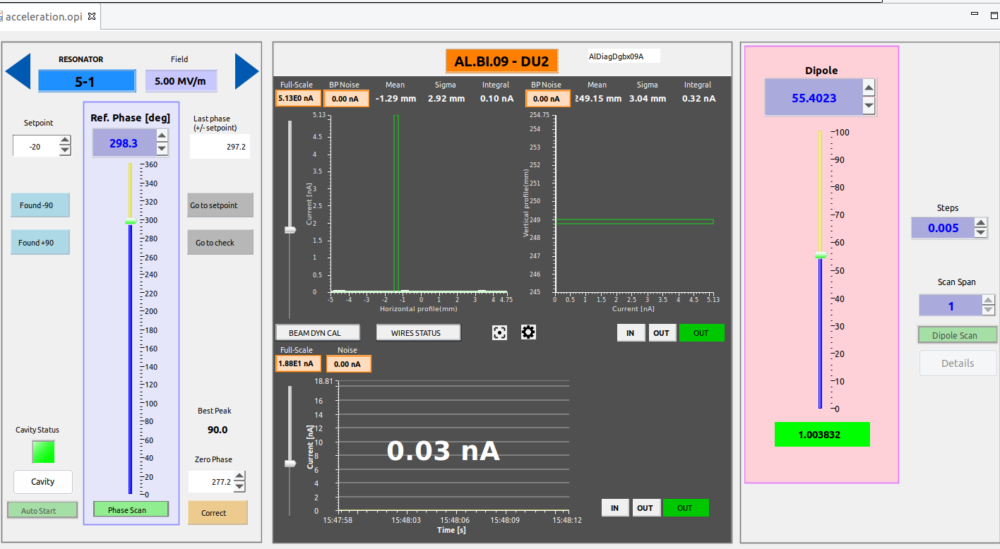 acceleration.opi
RESONATOR
Field
5-1
5.00 MV/m
Setpoint
-20
Ref. Phase [deg]
298.3
Last phase
(+/- setpoint)
297.2
Found -90
Found +90
Go to setpoint
Go to check
360
340
320
300
280
260
240
220
200
180
160
140
120
100
80
60
40
20
0
Best Peak
90.0
Cavity Status
Cavity
Auto Start
Phase Scan
Zero Phase
277.2
Correct
AL.BI.09 - DU2
AlDiagDgbx09A
Full-Scale BP Noise Mean Sigma Integral
5.13E0 nA 0.00 nA -1.29 mm 2.92 mm 0.10 nA
BP Noise Mean Sigma Integral
0.00 nA 249.15 mm 3.04 mm 0.32 nA
Current [nA]
5.13
4.5
4
3.5
3
2.5
2
1.5
1
0.5
0
-5 -4 -3 -2 -1 0 1 2 3 4 4.75
Horizontal profile(mm)
Vertical profile(mm)
254.75
254
253
252
251
250
249
248
247
246
245
0 0.5 1 1.5 2 2.5 3 3.5 4 4.5 5.13
Current [nA]
BEAM DYN CAL
WIRES STATUS
IN
OUT
OUT
Full-Scale Noise
1.88E1 nA 0.00 nA
Current [nA]
18.81
16
14
12
10
8
6
4
2
0
0.03 nA
15:47:58 15:48:03 15:48:06 15:48:09 15:48:12
Time [s]
IN
OUT
OUT
Dipole
55.4023
100
90
80
70
60
50
40
30
20
10
0
1.003832
Steps
0.005
Scan Span
1
Dipole Scan
Details